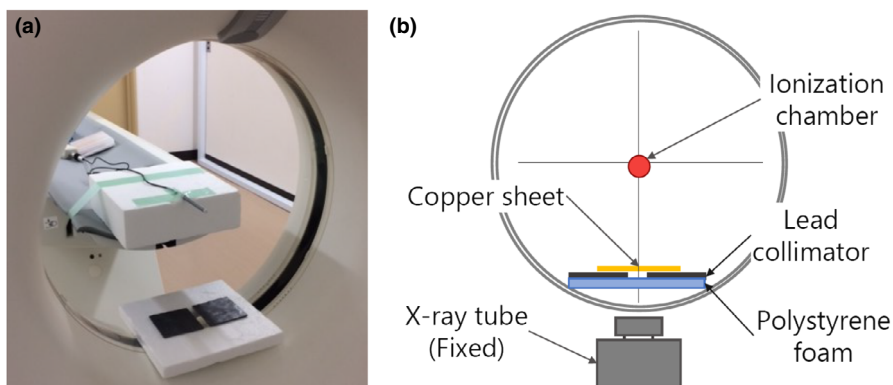 (a)
(b)
Ionization
chamber
Copper sheet
Lead
collimator
X-ray tube
(Fixed)
Polystyrene
foam